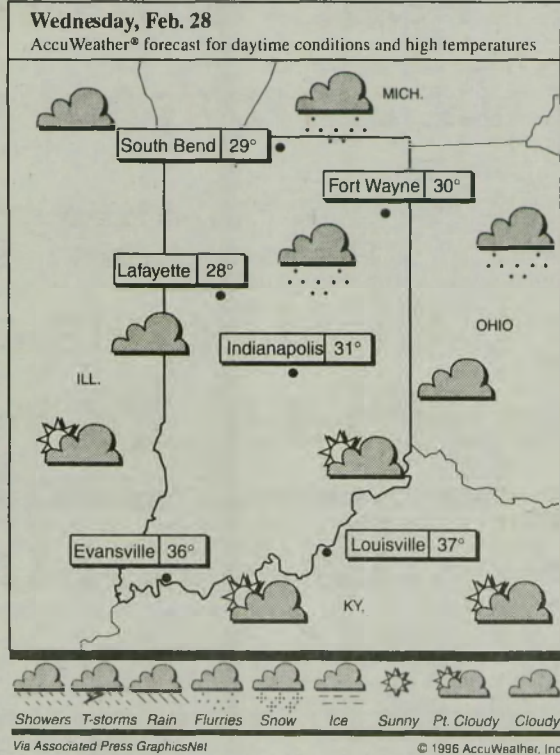 Wednesday, Feb. 28
AccuWeather® forecast for daytime conditions and high temperatures
MICH.
South Bend 29°
Fort Wayne 30°
Lafayette 28°
OHIO
Indianapolis 31°
ILL.
Evansville 36°
Louisville 37°
KY.
Showers T-storms Rain Flurries Snow Ice Sunny Pt. Cloudy Cloudy
Via Associated Press GraphicsNet
© 1996 AccuWeather, Inc